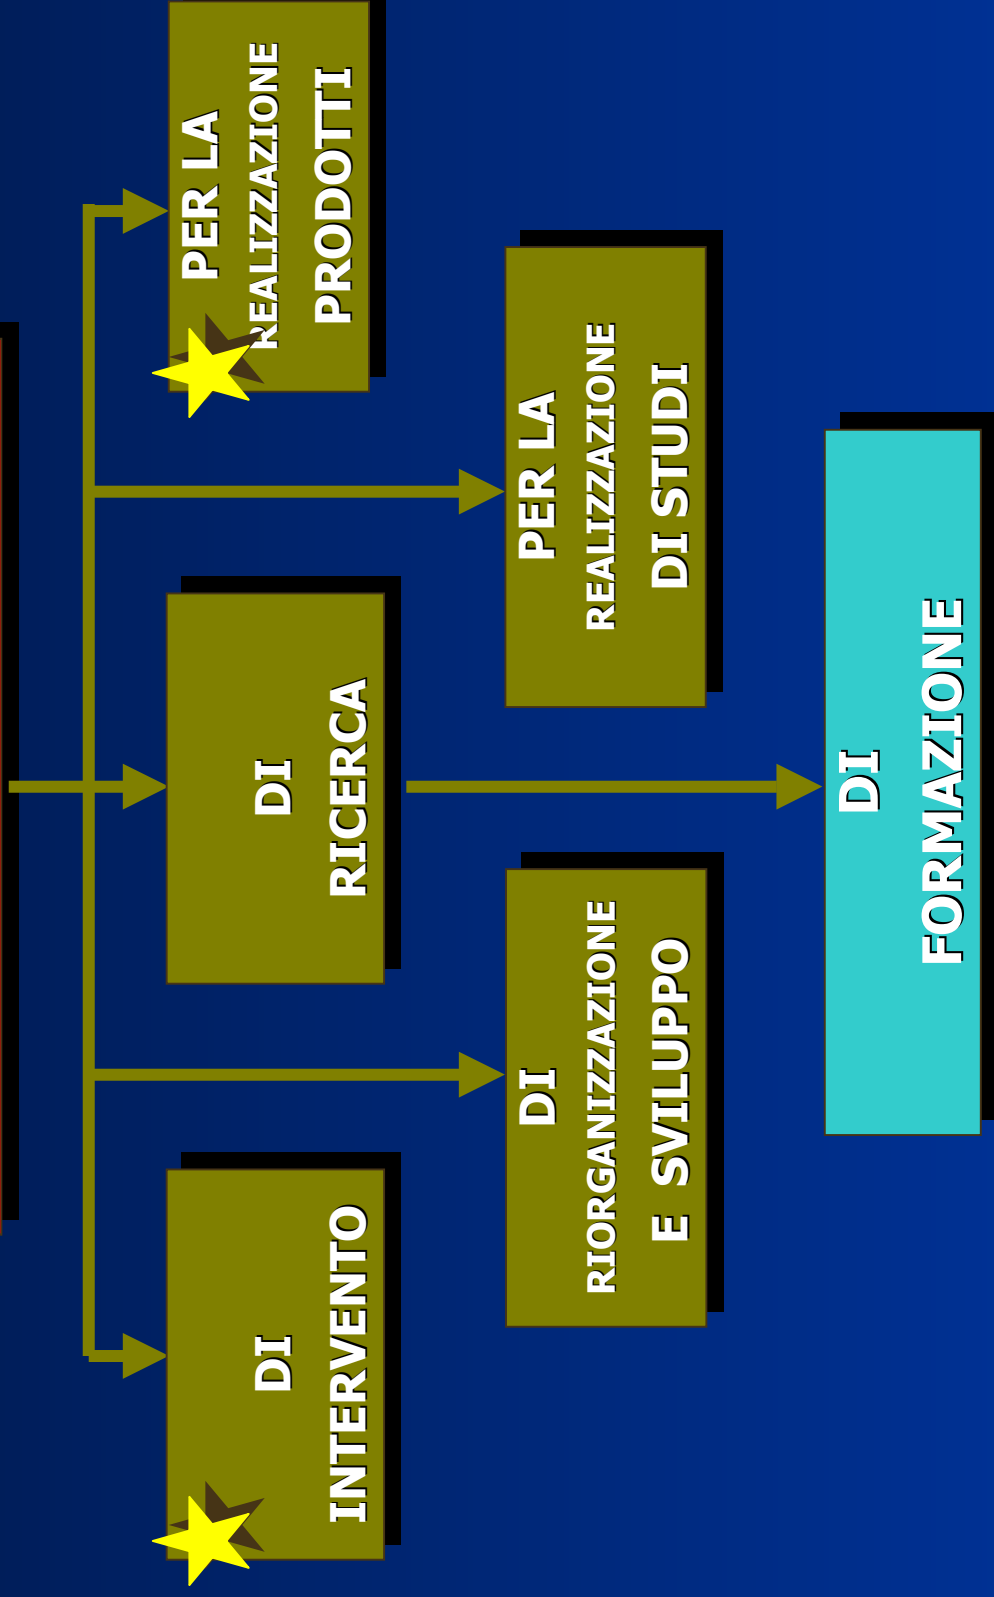 DI
INTERVENTO
DI
RICERCA
PER LA
REALIZZAZIONE
PRODOTTI
DI
RIORGANIZZAZIONE
E SVILUPPO
PER LA
REALIZZAZIONE
DI STUDI
DI
FORMAZIONE